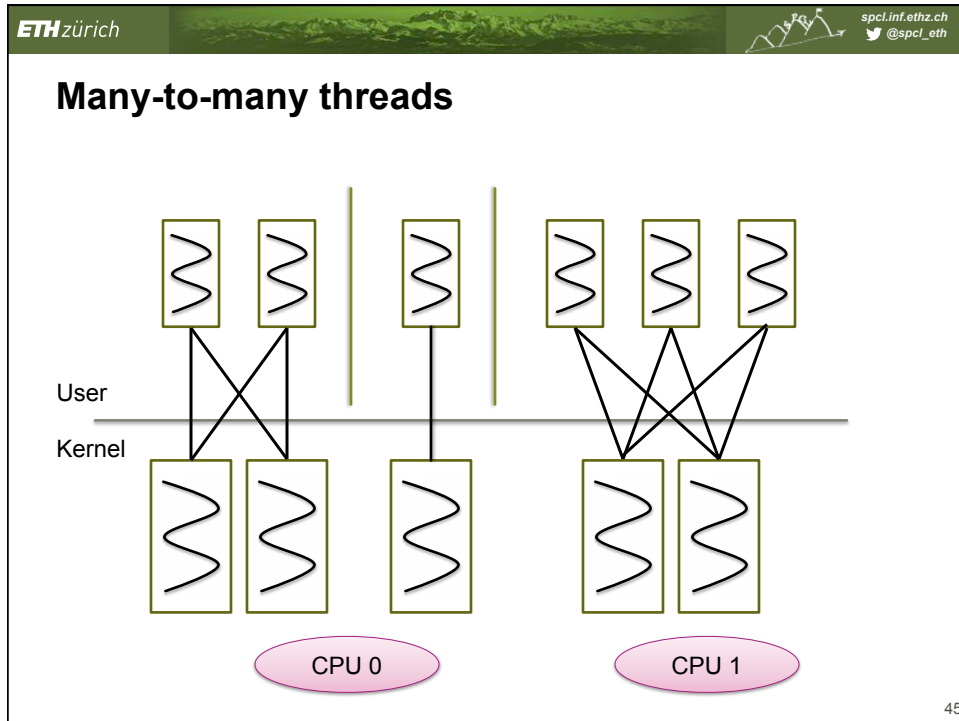 ETH zürich
spcl.inf.ethz.ch
@spcl_eth
Many-to-many threads
User
Kernel
CPU 0
CPU 1
45